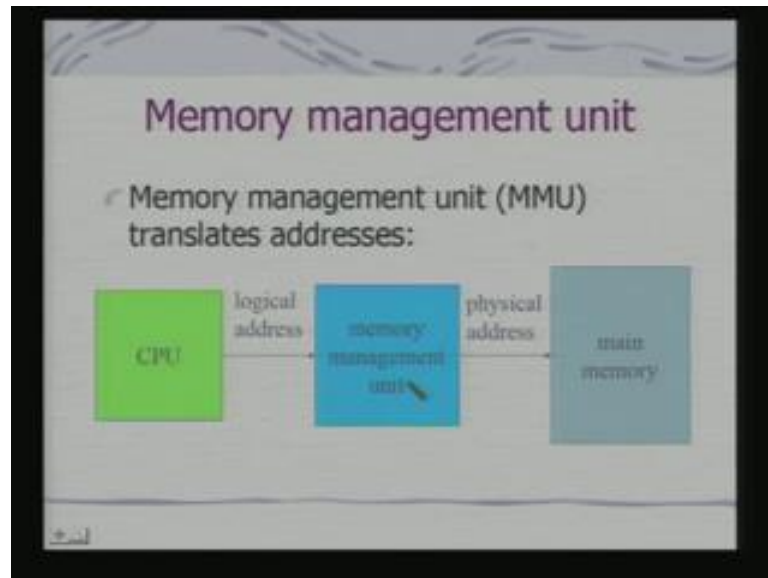 Memory management unit
Memory management unit (MMU)
translates addresses:
CPU
logical
address
memory
management
unit
physical
address
main
memory